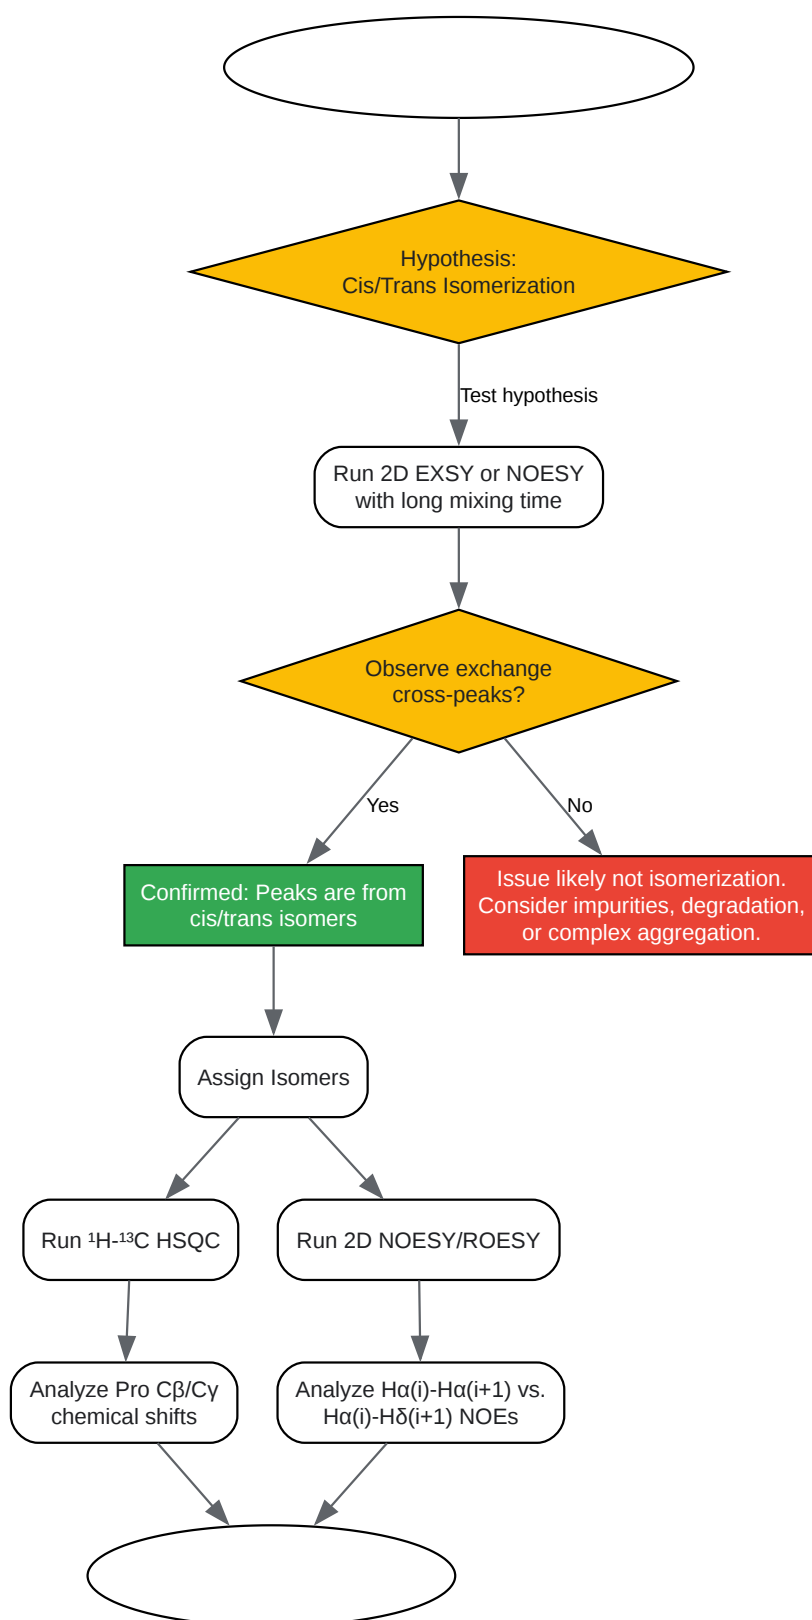 Hypothesis:
Cis/Trans Isomerization
Test hypothesis
Run 2D EXSY or NOESY
with long mixing time
Observe exchange
cross-peaks?
Yes
No
Confirmed: Peaks are from
cis/trans isomers
Issue likely not isomerization.
Consider impurities, degradation,
or complex aggregation.
Assign Isomers
Run ¹H-¹³C HSQC
Run 2D NOESY/ROESY
Analyze Pro Cβ/Cγ
chemical shifts
Analyze Hα(i)-Hα(i+1) vs.
Hα(i)-Hδ(i+1) NOEs